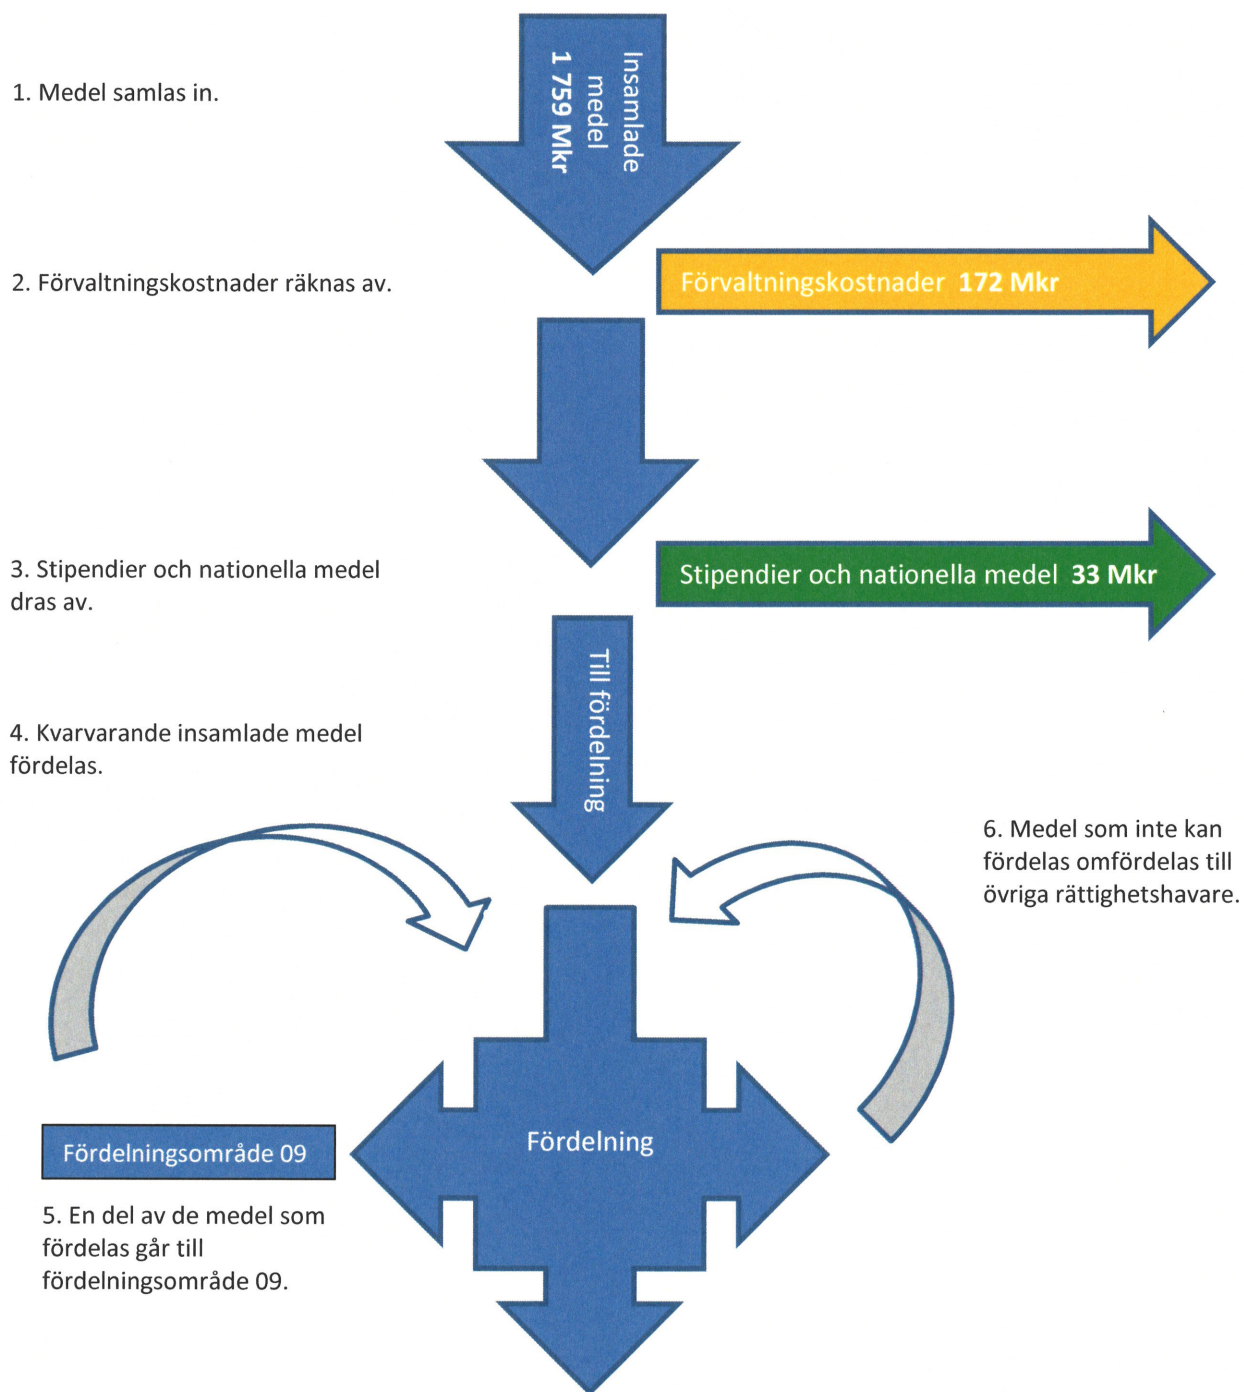 1. Medel samlas in.
Insamlade
medel
1 759 Mkr
2. Förvaltningskostnader räknas av.
Förvaltningskostnader 172 Mkr
3. Stipendier och nationella medel
dras av.
Stipendier och nationella medel 33 Mkr
Till fördelning
4. Kvarvarande insamlade medel
fördelas.
6. Medel som inte kan
fördelas omfördelas till
övriga rättighetshavare.
Fördelning
Fördelningsområde 09
5. En del av de medel som
fördelas går till
fördelningsområde 09.